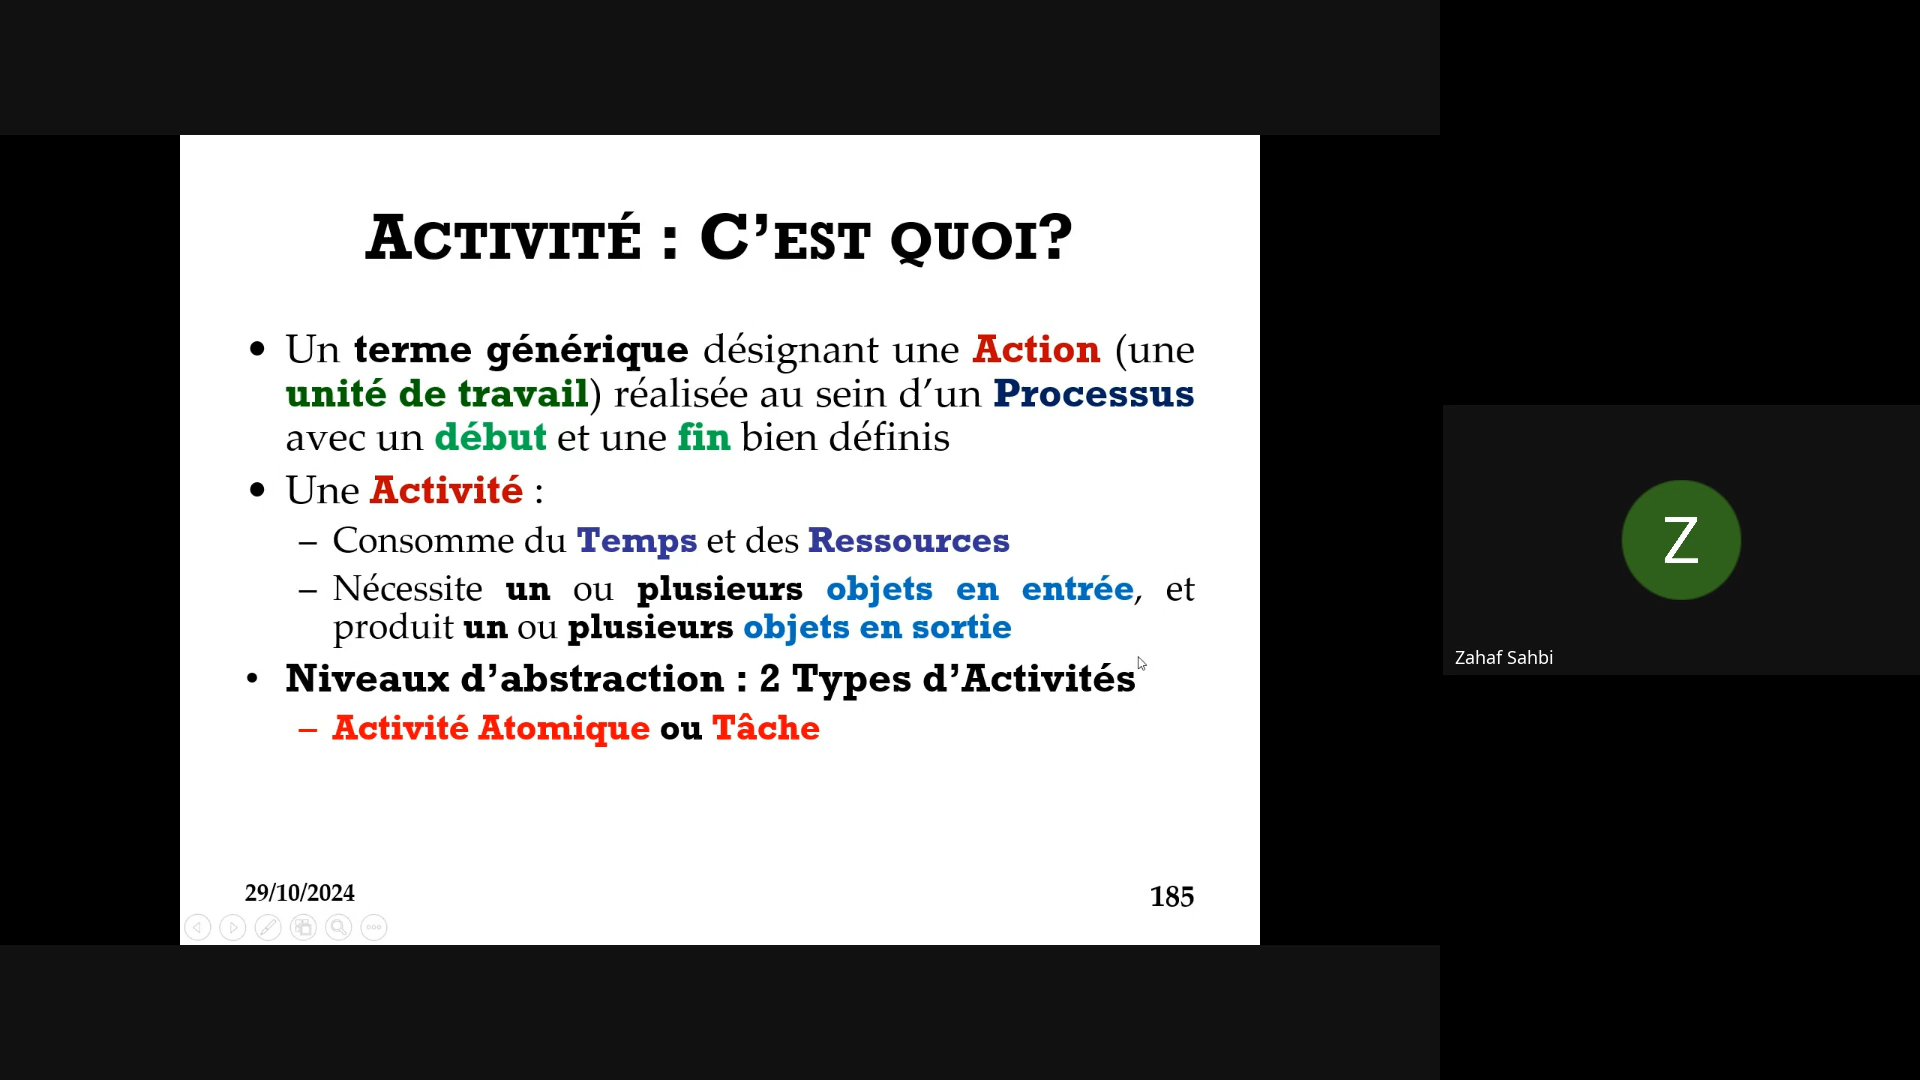 ACTIVITÉ : C’EST QUOI?
• Un terme générique désignant une Action (une
unité de travail) réalisée au sein d’un Processus
avec un début et une fin bien définis
• Une Activité :
– Consomme du Temps et des Ressources
– Nécessite un ou plusieurs objets en entrée, et
produit un ou plusieurs objets en sortie
• Niveaux d’abstraction : 2 Types d’Activités
– Activité Atomique ou Tâche
29/10/2024
185
Z
Zahaf Sahbi